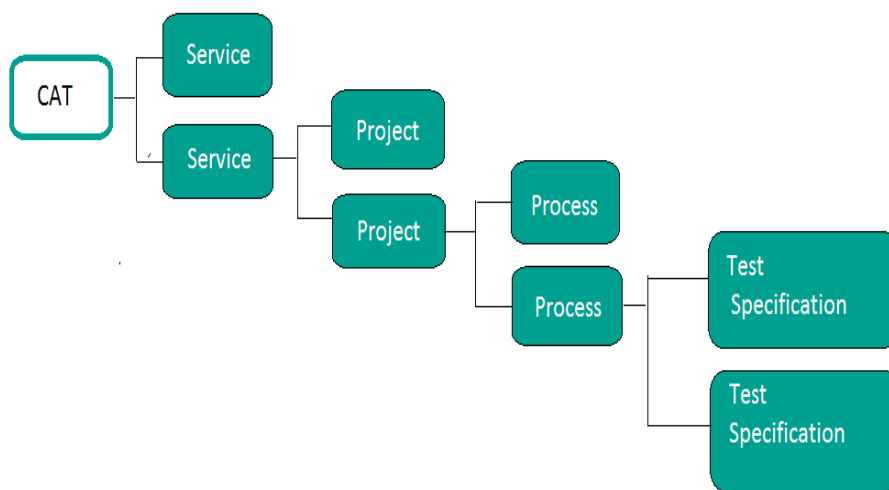 CAT
Service
Service
Project
Project
Process
Process
Test
Specification
Test
Specification